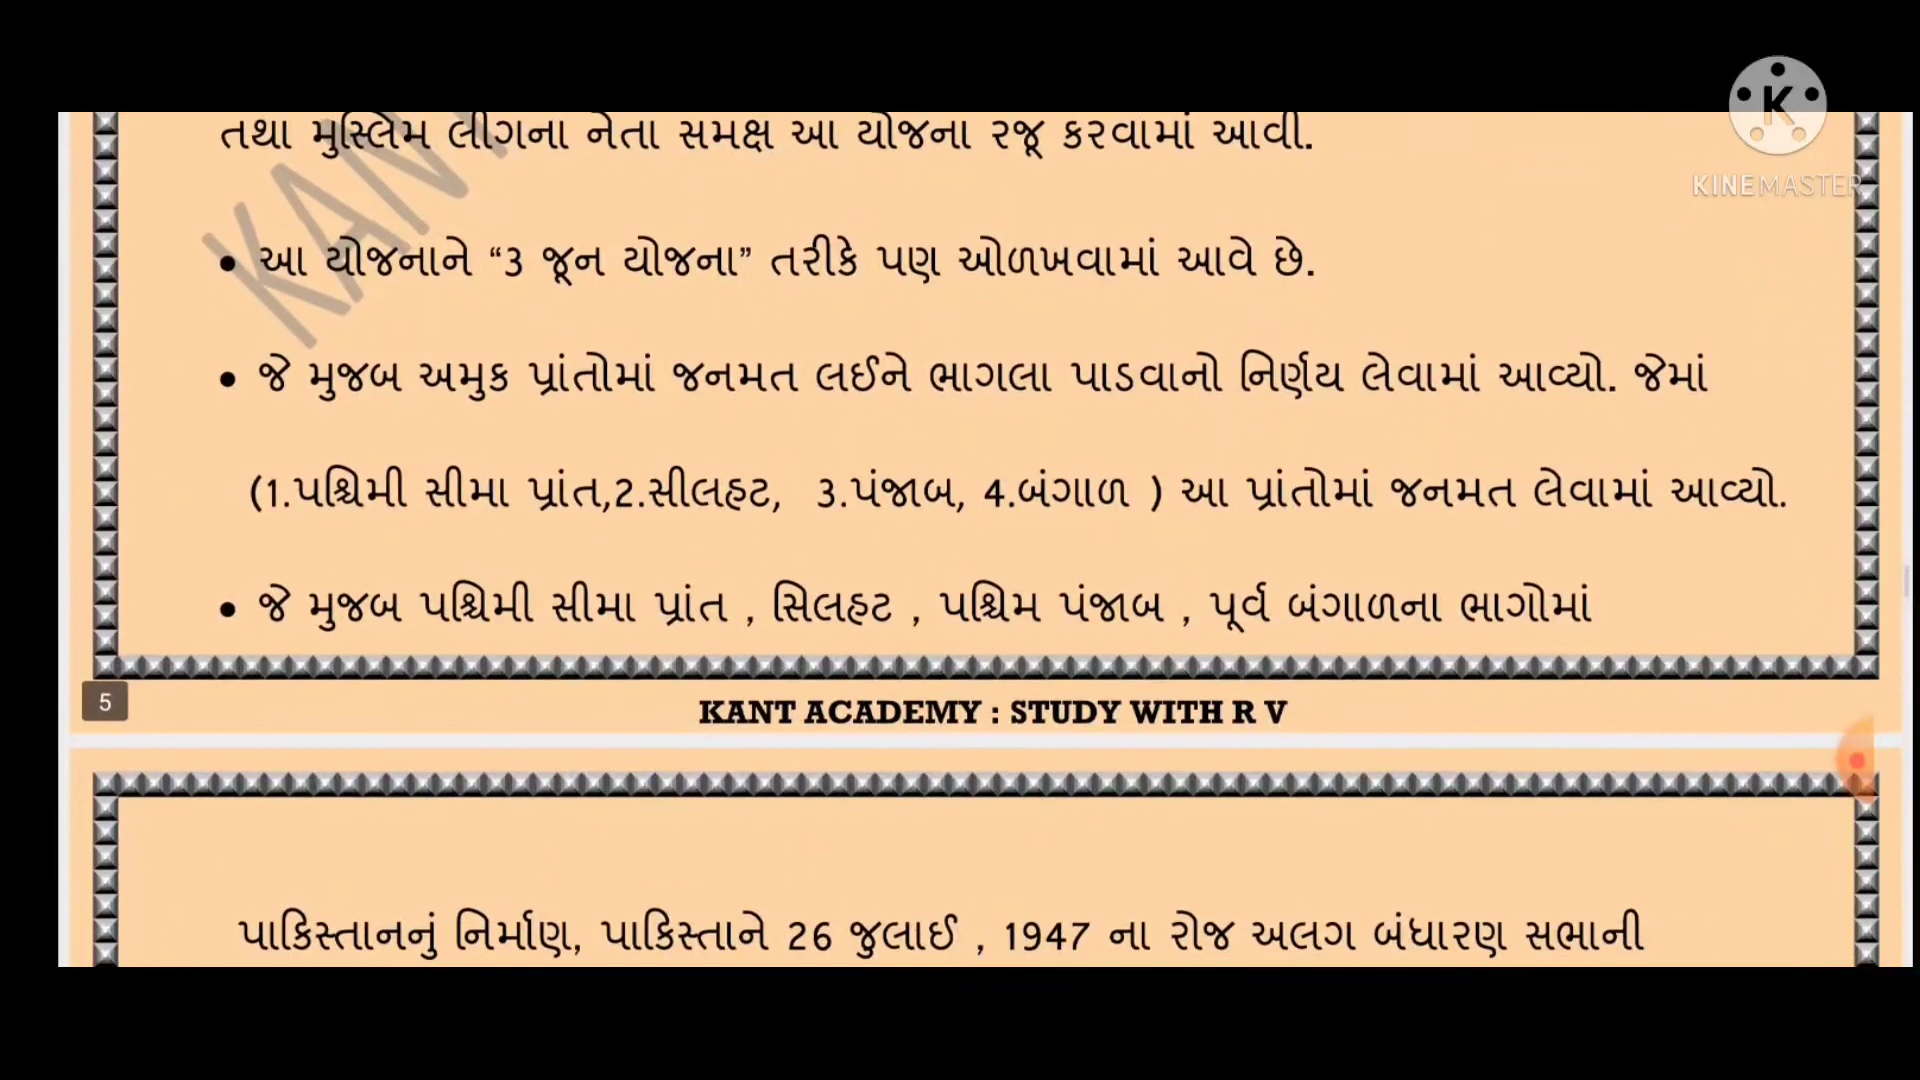 તથા મુસ્લિમ લીગના નેતા સમક્ષ આ યોજના રજૂ કરવામાં આવી.
KINEMASTER
KANT
• આ યોજનાને “૩ જૂન યોજના” તરીકે પણ ઓળખવામાં આવે છે.
• જે મુજબ અમુક પ્રાંતોમાં જનમત લઈને ભાગલા પાડવાનો નિર્ણય લેવામાં આવ્યો. જેમાં
(1.પશ્ચિમી સીમા પ્રાંત,2.સીલહટ, 3.પંજાબ, 4.બંગાળ ) આ પ્રાંતોમાં જનમત લેવામાં આવ્યો.
• જે મુજબ પશ્ચિમી સીમા પ્રાંત , સિલહટ , પશ્ચિમ પંજાબ , પૂર્વ બંગાળના ભાગોમાં
5
KANT ACADEMY : STUDY WITH R V
પાકિસ્તાનનું નિર્માણ, પાકિસ્તાને 26 જુલાઈ , 1947 ના રોજ અલગ બંધારણ સભાની